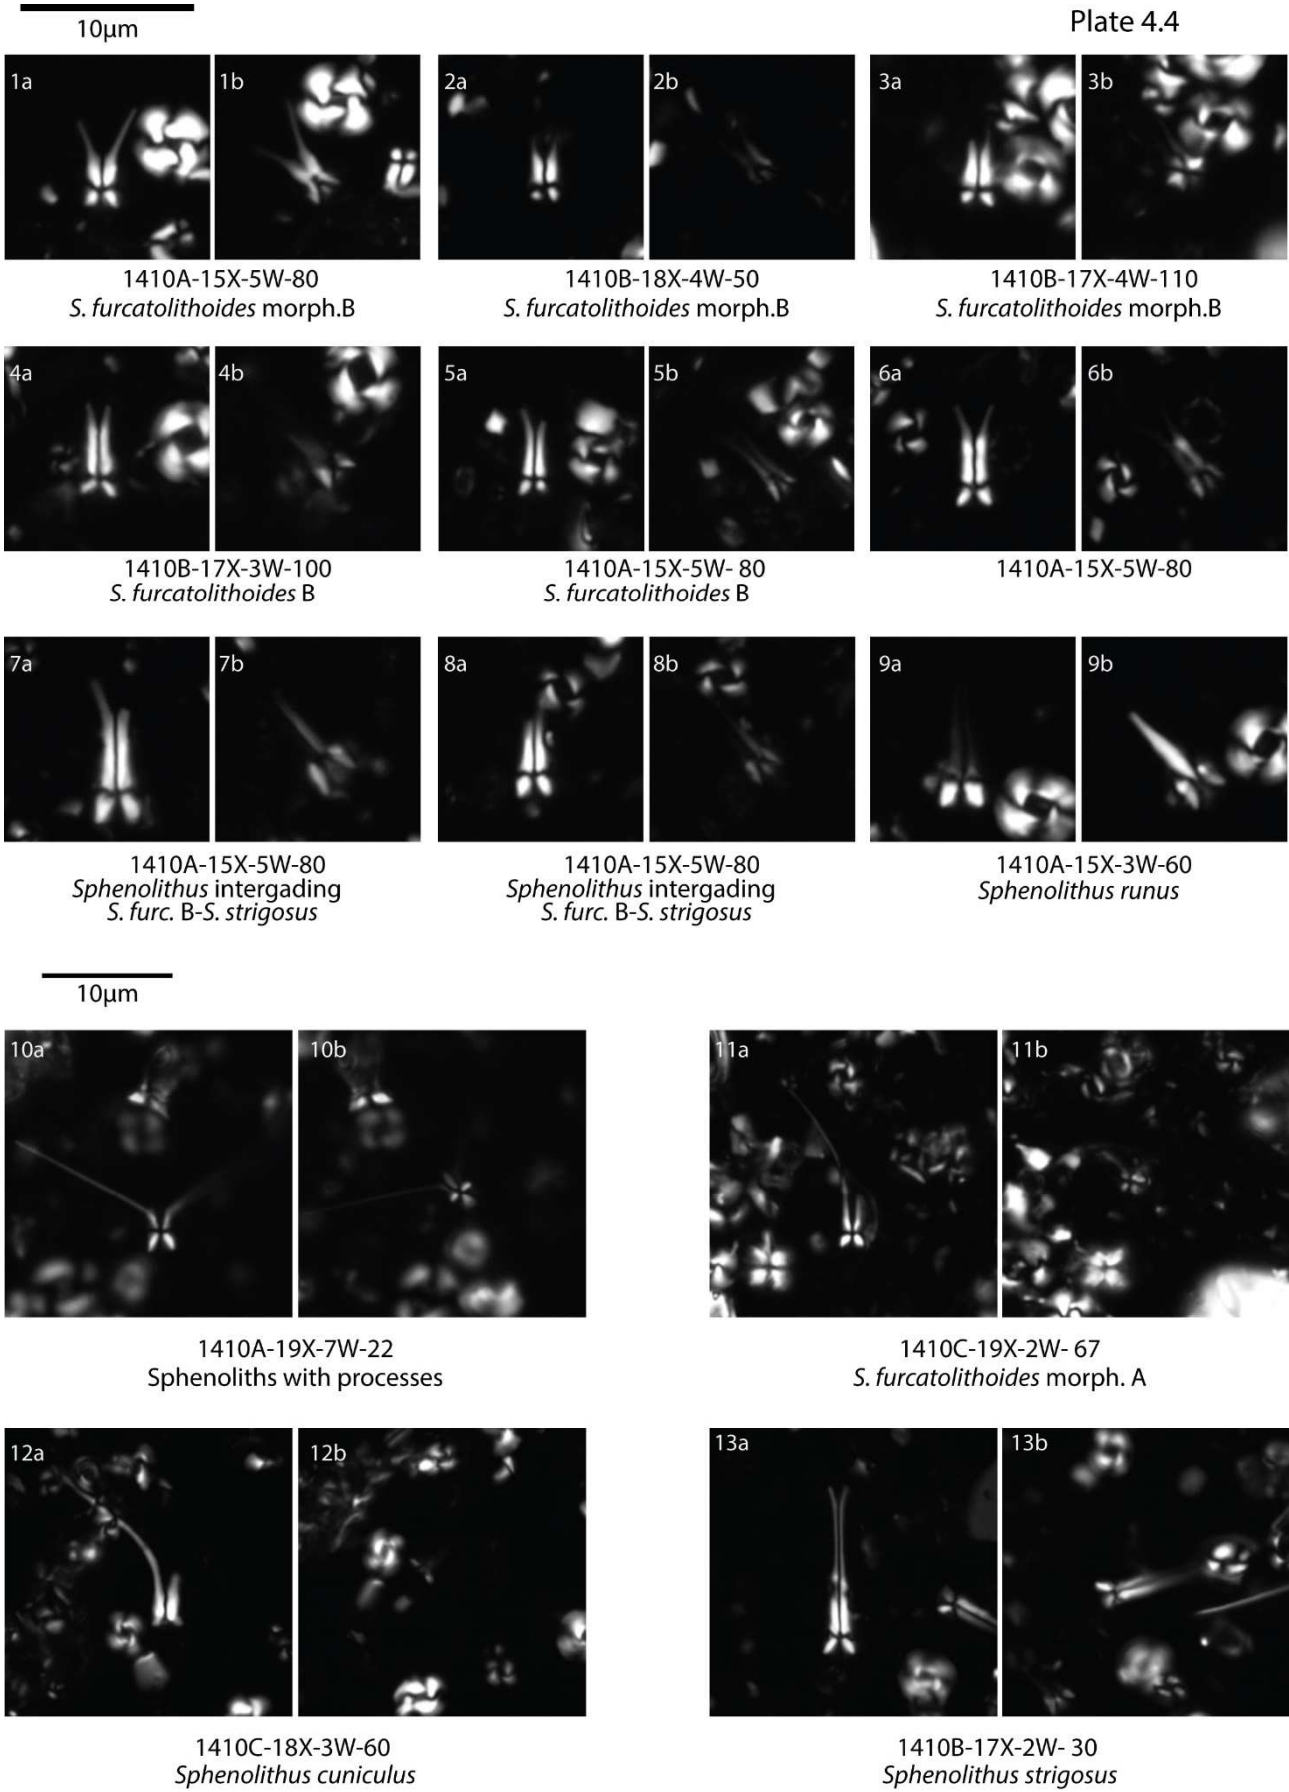 10μm
Plate 4.4
1a 1b 2a 2b 3a 3b
1410A-15X-5W-80 1410B-18X-4W-50 1410B-17X-4W-110
S. furcatolithoides morph.B S. furcatolithoides morph.B S. furcatolithoides morph.B
4a 4b 5a 5b 6a 6b
1410B-17X-3W-100 1410A-15X-5W- 80 1410A-15X-5W-80
S. furcatolithoides B S. furcatolithoides B
7a 7b 8a 8b 9a 9b
1410A-15X-5W-80 1410A-15X-5W-80 1410A-15X-3W-60
Sphenolithus intergading Sphenolithus intergading Sphenolithus runus
S. furc. B-S. strigosus S. furc. B-S. strigosus
10μm
10a 10b 11a 11b
1410A-19X-7W-22 1410C-19X-2W- 67
Sphenoliths with processes S. furcatolithoides morph. A
12a 12b 13a 13b
1410C-18X-3W-60 1410B-17X-2W- 30
Sphenolithus cuniculus Sphenolithus strigosus